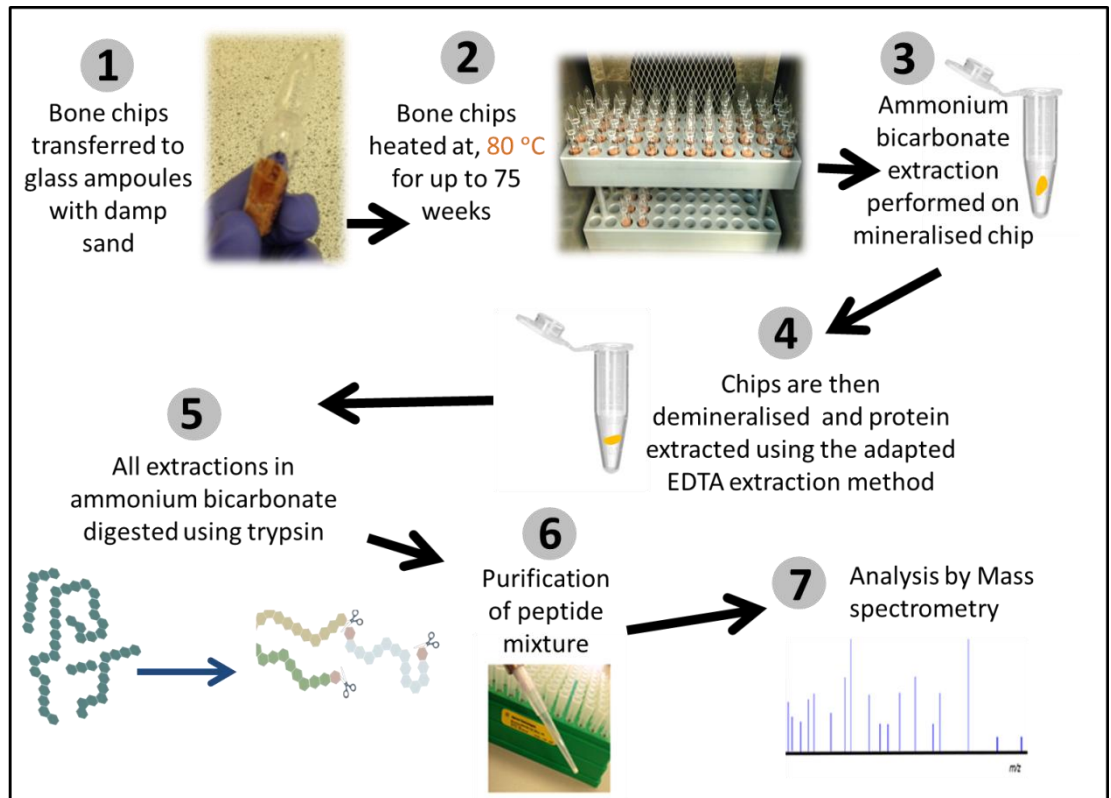 1
Bone chips
transferred to
glass ampoules
with damp
sand
2
Bone chips
heated at, 80 °C
for up to 75
weeks
3
Ammonium
bicarbonate
extraction
performed on
mineralised chip
4
Chips are then
demineralised and protein
extracted using the adapted
EDTA extraction method
5
All extractions in
ammonium bicarbonate
digested using trypsin
6
Purification
of peptide
mixture
7
Analysis by Mass
spectrometry
m/z